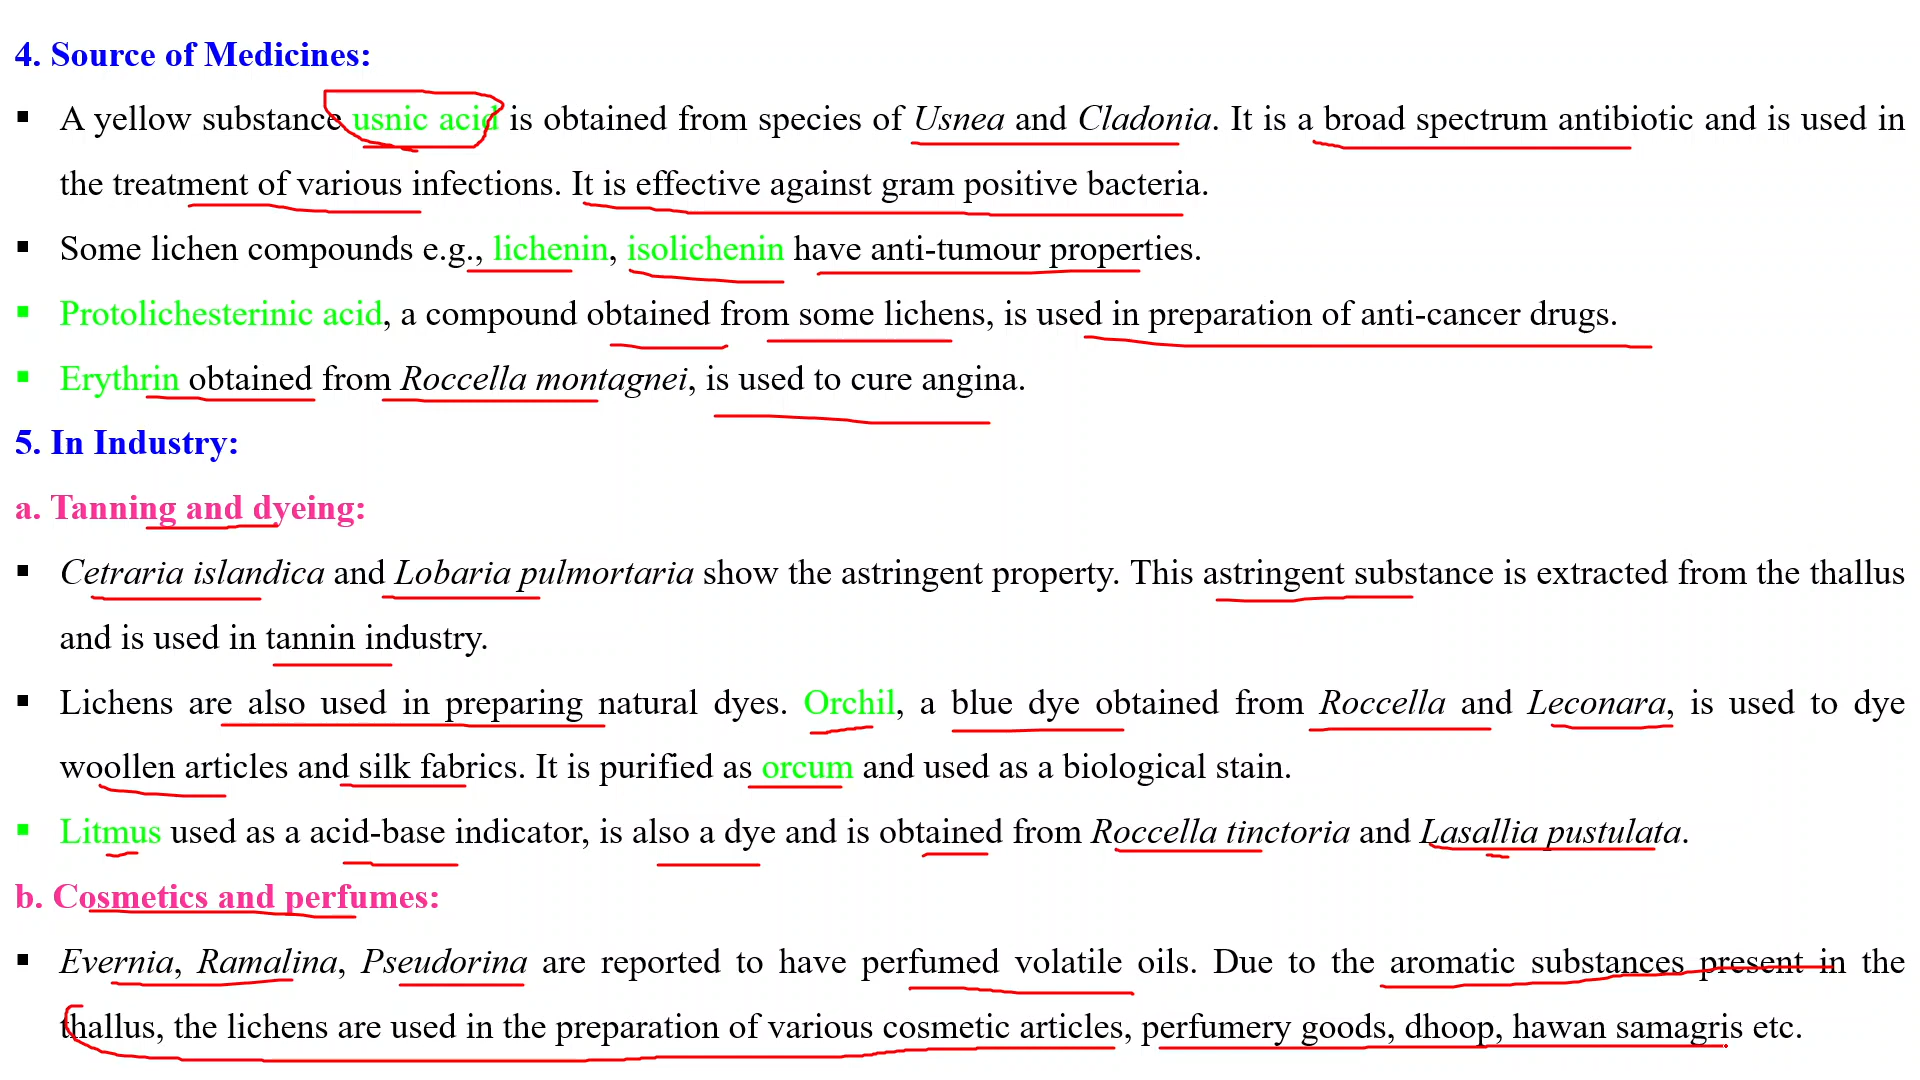 4. Source of Medicines:
▪ A yellow substance usnic acid is obtained from species of Usnea and Cladonia. It is a broad spectrum antibiotic and is used in
the treatment of various infections. It is effective against gram positive bacteria.
▪ Some lichen compounds e.g., lichenin, isolichenin have anti-tumour properties.
▪ Protolichesterinic acid, a compound obtained from some lichens, is used in preparation of anti-cancer drugs.
▪ Erythrin obtained from Roccella montagnei, is used to cure angina.
5. In Industry:
a. Tanning and dyeing:
▪ Cetraria islandica and Lobaria pulmortaria show the astringent property. This astringent substance is extracted from the thallus
and is used in tannin industry.
▪ Lichens are also used in preparing natural dyes. Orchil, a blue dye obtained from Roccella and Leconara, is used to dye
woollen articles and silk fabrics. It is purified as orcum and used as a biological stain.
▪ Litmus used as a acid-base indicator, is also a dye and is obtained from Roccella tinctoria and Lasallia pustulata.
b. Cosmetics and perfumes:
▪ Evernia, Ramalina, Pseudorina are reported to have perfumed volatile oils. Due to the aromatic substances present in the
thallus, the lichens are used in the preparation of various cosmetic articles, perfumery goods, dhoop, hawan samagris etc.